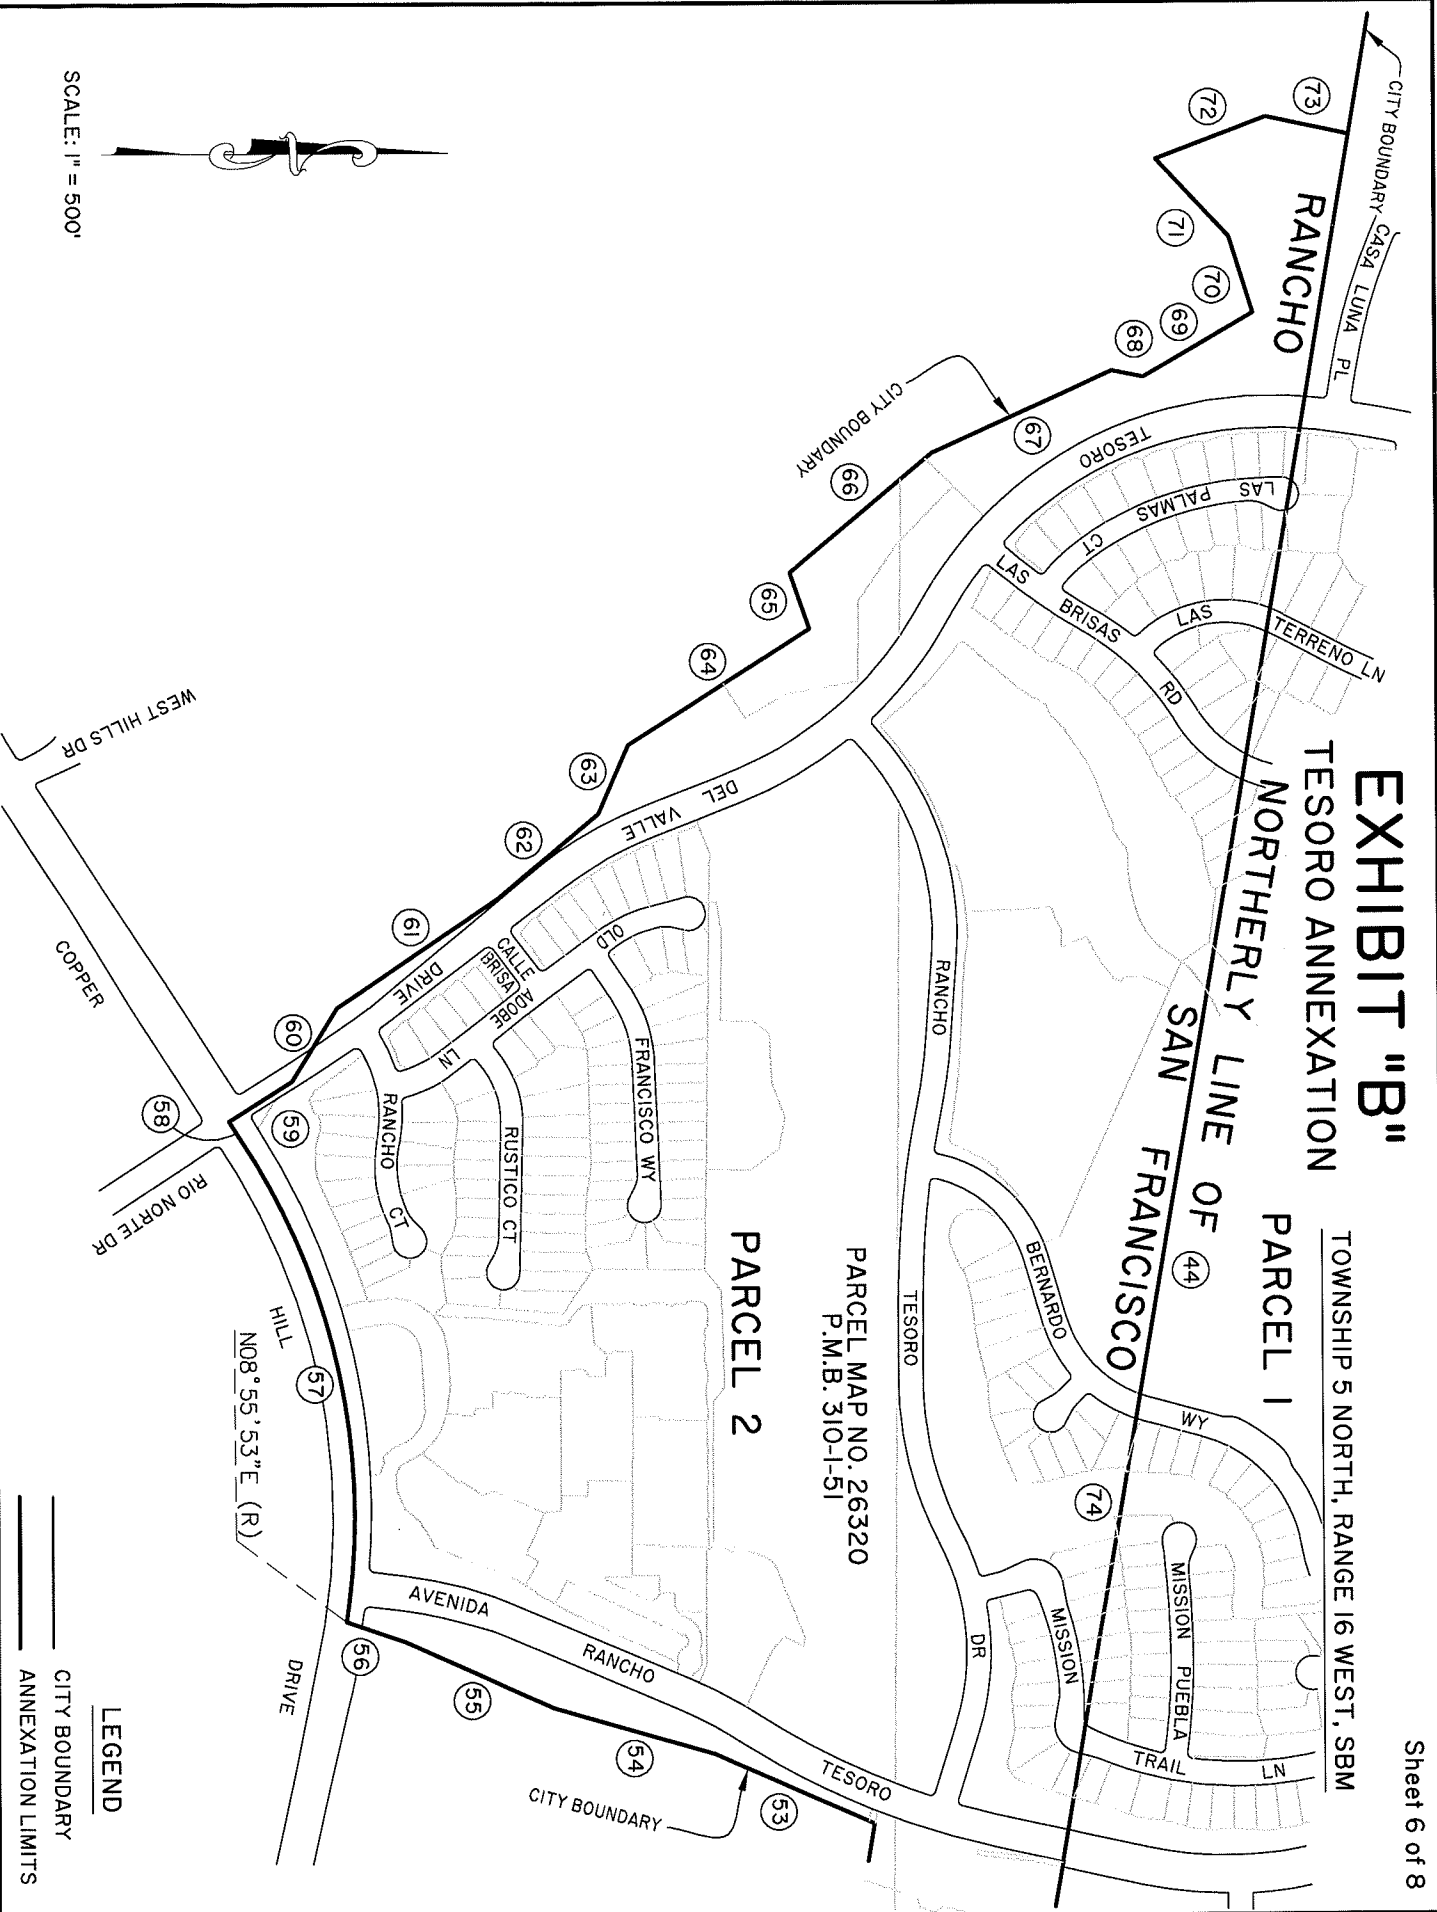 Sheet 6 of 8
EXHIBIT "B"
TESORO ANNEXATION
TOWNSHIP 5 NORTH, RANGE 16 WEST, SBM
PARCEL 1
NORTHERLY LINE OF
RANCHO SAN FRANCISCO
CITY BOUNDARY
CASA LUNA PL
73
72
71
70
69
68
67
CITY BOUNDARY
66
65
64
63
62
61
60
59
58
57
56
55
54
53
CITY BOUNDARY
44
74
TESORO DEL VALLE DRIVE
LAS PALMAS CT
LAS BRISAS RD
LAS TERRENO LN
RANCHO TESORO DR
BERNARDO WY
MISSION PUEBLA
MISSION TRAIL LN
PARCEL MAP NO. 26320
P.M.B. 310-1-51
PARCEL 2
OLD ADOBE LN
CALLE BRISA
FRANCISCO WY
RUSTICO CT
RANCHO CT
AVENIDA RANCHO TESORO
WEST HILLS DR
COPPER HILL DRIVE
RIO NORTE DR
N08°55'53"E (R)
SCALE: 1" = 500'
LEGEND
CITY BOUNDARY
ANNEXATION LIMITS